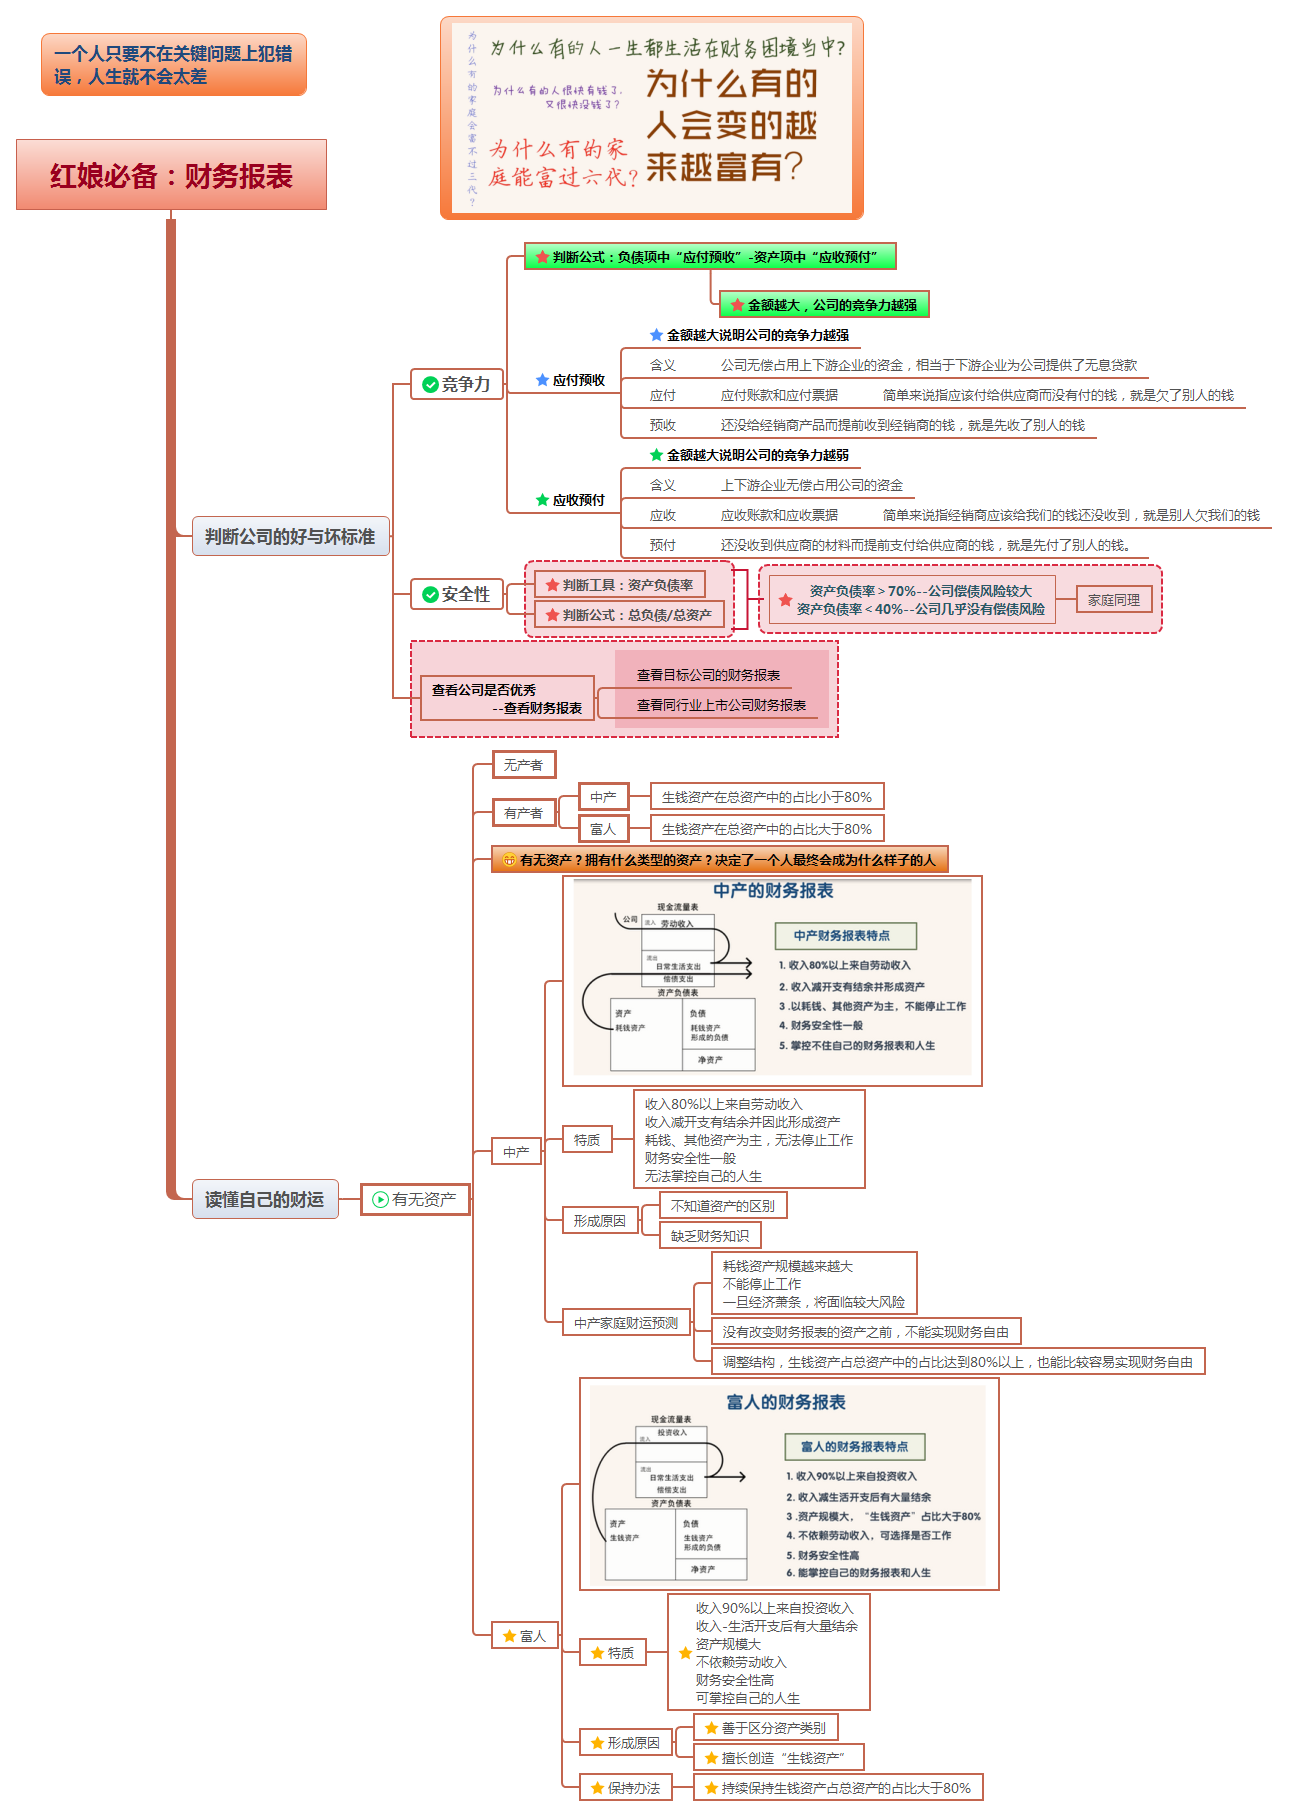 一个人只要不在关键问题上犯错
误，人生就不会太差
为什么有的家庭会富不过三代?
为什么有的人一生都生活在财务困境当中?
为什么有的人很快有钱了,
又很快没钱了?
为什么有的家
庭能富过六代?
为什么有的
人会变的越
来越富有?
红娘必备：财务报表
判断公司的好与坏标准
竞争力
判断公式：负债项中“应付预收”-资产项中“应收预付”
金额越大，公司的竞争力越强
应付预收
金额越大说明公司的竞争力越强
含义 公司无偿占用上下游企业的资金，相当于下游企业为公司提供了无息贷款
应付 应付账款和应付票据 简单来说指应该付给供应商而没有付的钱，就是欠了别人的钱
预收 还没给经销商产品而提前收到经销商的钱，就是先收了别人的钱
应收预付
金额越大说明公司的竞争力越弱
含义 上下游企业无偿占用公司的资金
应收 应收账款和应收票据 简单来说指经销商应该给我们的钱还没收到，就是别人欠我们的钱
预付 还没收到供应商的材料而提前支付给供应商的钱，就是先付了别人的钱。
安全性
判断工具：资产负债率
判断公式：总负债/总资产
资产负债率＞70%--公司偿债风险较大
资产负债率＜40%--公司几乎没有偿债风险
家庭同理
查看公司是否优秀
--查看财务报表
查看目标公司的财务报表
查看同行业上市公司财务报表
读懂自己的财运
有无资产
无产者
有产者
中产 生钱资产在总资产中的占比小于80%
富人 生钱资产在总资产中的占比大于80%
有无资产？拥有什么类型的资产？决定了一个人最终会成为什么样子的人
中产
中产的财务报表
现金流量表
公司
流入
劳动收入
流出
日常生活支出
偿债支出
资产负债表
资产
耗钱资产
负债
耗钱资产
形成的负债
净资产
中产财务报表特点
1. 收入80%以上来自劳动收入
2. 收入减开支有结余并形成资产
3 .以耗钱、其他资产为主，不能停止工作
4. 财务安全性一般
5. 掌控不住自己的财务报表和人生
特质
收入80%以上来自劳动收入
收入减开支有结余并因此形成资产
耗钱、其他资产为主，无法停止工作
财务安全性一般
无法掌控自己的人生
形成原因
不知道资产的区别
缺乏财务知识
中产家庭财运预测
耗钱资产规模越来越大
不能停止工作
一旦经济萧条，将面临较大风险
没有改变财务报表的资产之前，不能实现财务自由
调整结构，生钱资产占总资产中的占比达到80%以上，也能比较容易实现财务自由
富人
富人的财务报表
现金流量表
投资收入
流入
流出
日常生活支出
偿偿支出
资产负债表
资产
生钱资产
负债
生钱资产
形成的负债
净资产
富人的财务报表特点
1. 收入90%以上来自投资收入
2. 收入减生活开支后有大量结余
3 .资产规模大，“生钱资产”占比大于80%
4. 不依赖劳动收入，可选择是否工作
5. 财务安全性高
6. 能掌控自己的财务报表和人生
特质
收入90%以上来自投资收入
收入-生活开支后有大量结余
资产规模大
不依赖劳动收入
财务安全性高
可掌控自己的人生
形成原因
善于区分资产类别
擅长创造“生钱资产”
保持办法
持续保持生钱资产占总资产的占比大于80%